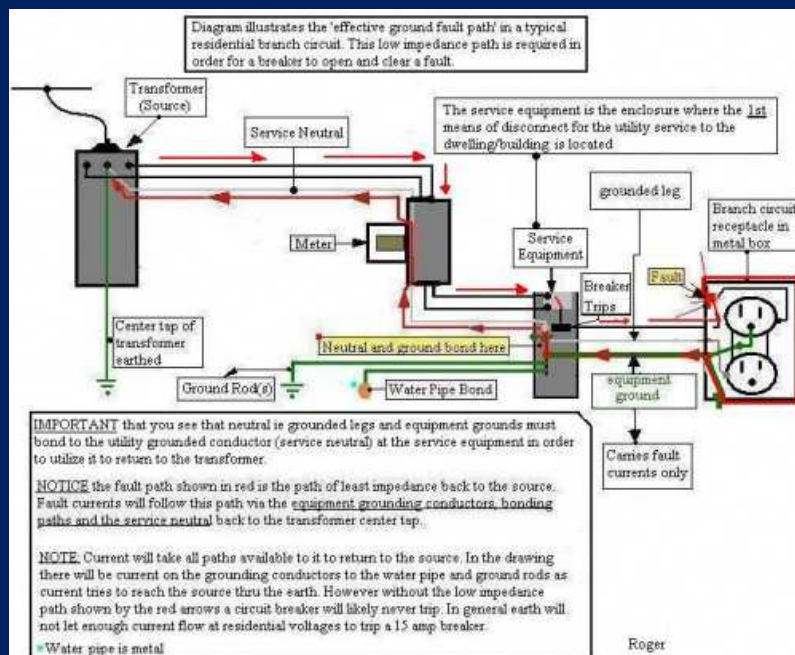 Diagram illustrates the 'effective ground fault path' in a typical
residential branch circuit. This low impedance path is required in
order for a breaker to open and clear a fault.
Transformer
(Source)
Service Neutral
The service equipment is the enclosure where the 1st
means of disconnect for the utility service to the
dwelling/building is located
grounded leg
Branch circuit
receptacle in
metal box
Meter
Service
Equipment
Breaker
Trips
Fault
Center tap of
transformer
earthed
Neutral and ground bond here
Ground Rod(s)
Water Pipe Bond
equipment
ground
Carries fault
currents only
IMPORTANT that you see that neutral ie grounded legs and equipment grounds must
bond to the utility grounded conductor (service neutral) at the service equipment in order
to utilize it to return to the transformer.
NOTICE the fault path shown in red is the path of least impedance back to the source.
Fault currents will follow this path via the equipment grounding conductors, bonding
paths and the service neutral back to the transformer center tap.
NOTE: Current will take all paths available to it to return to the source. In the drawing
there will be current on the grounding conductors to the water pipe and ground rods as
current tries to reach the source thru the earth. However without the low impedance
path shown by the red arrows a circuit breaker will likely never trip. In general earth will
not let enough current flow at residential voltages to trip a 15 amp breaker.
*Water pipe is metal
Roger